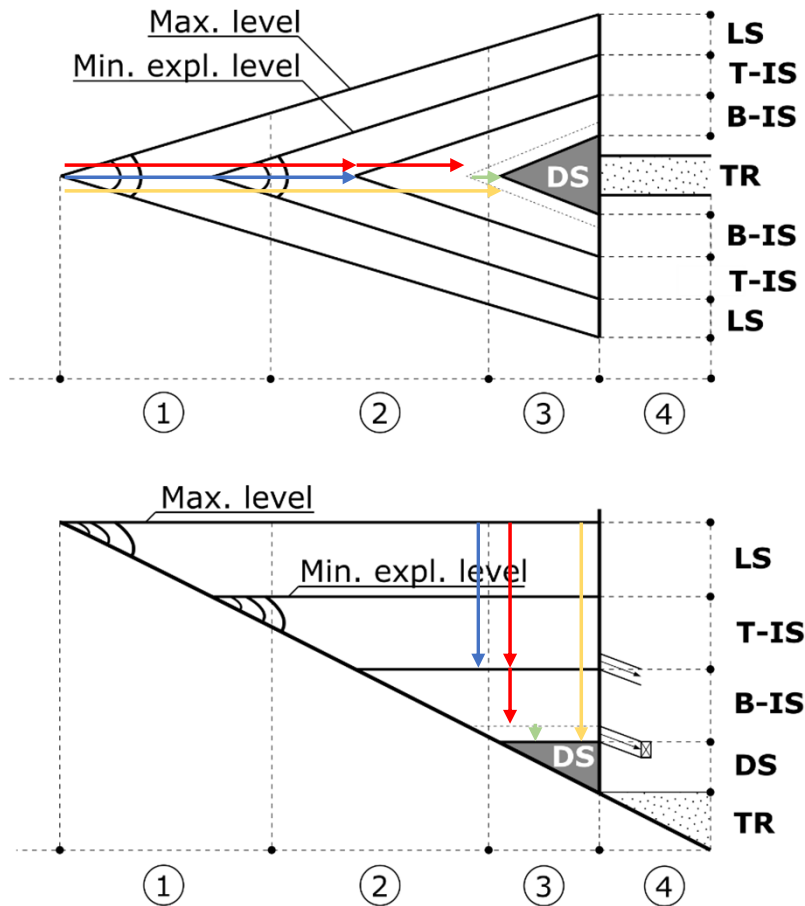 Max. level
LS
Min. expl. level
T-IS
B-IS
DS
TR
B-IS
T-IS
LS
1 2 3 4
Max. level
LS
Min. expl. level
T-IS
B-IS
DS
DS
TR
1 2 3 4